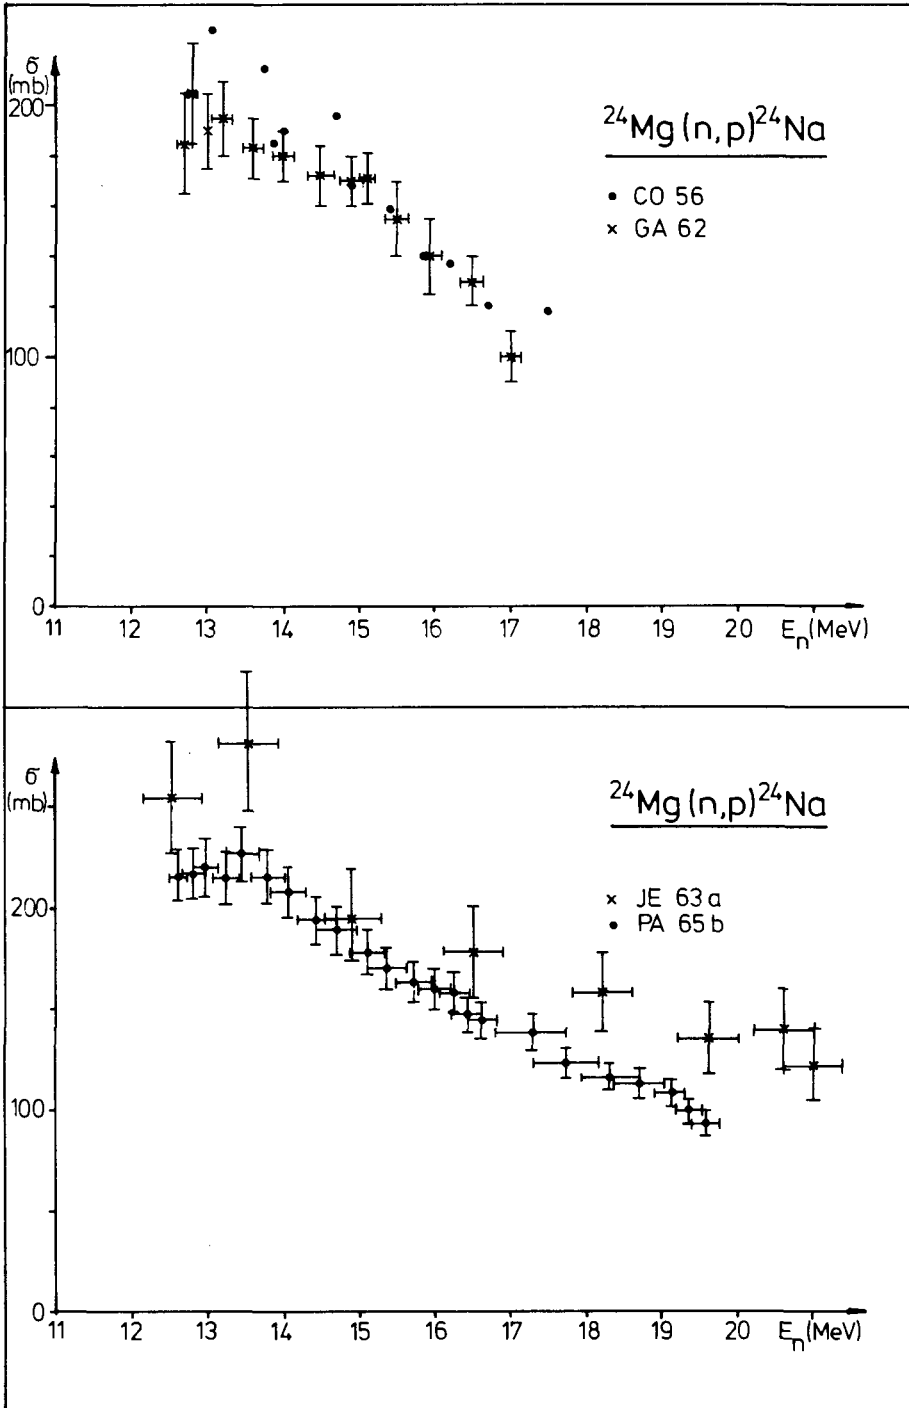 σ
(mb)
200
100
0
²⁴Mg(n,p)²⁴Na
• CO 56
× GA 62
11 12 13 14 15 16 17 18 19 20 Eₙ(MeV)
σ
(mb)
200
100
0
²⁴Mg(n,p)²⁴Na
× JE 63a
• PA 65b
11 12 13 14 15 16 17 18 19 20 Eₙ(MeV)